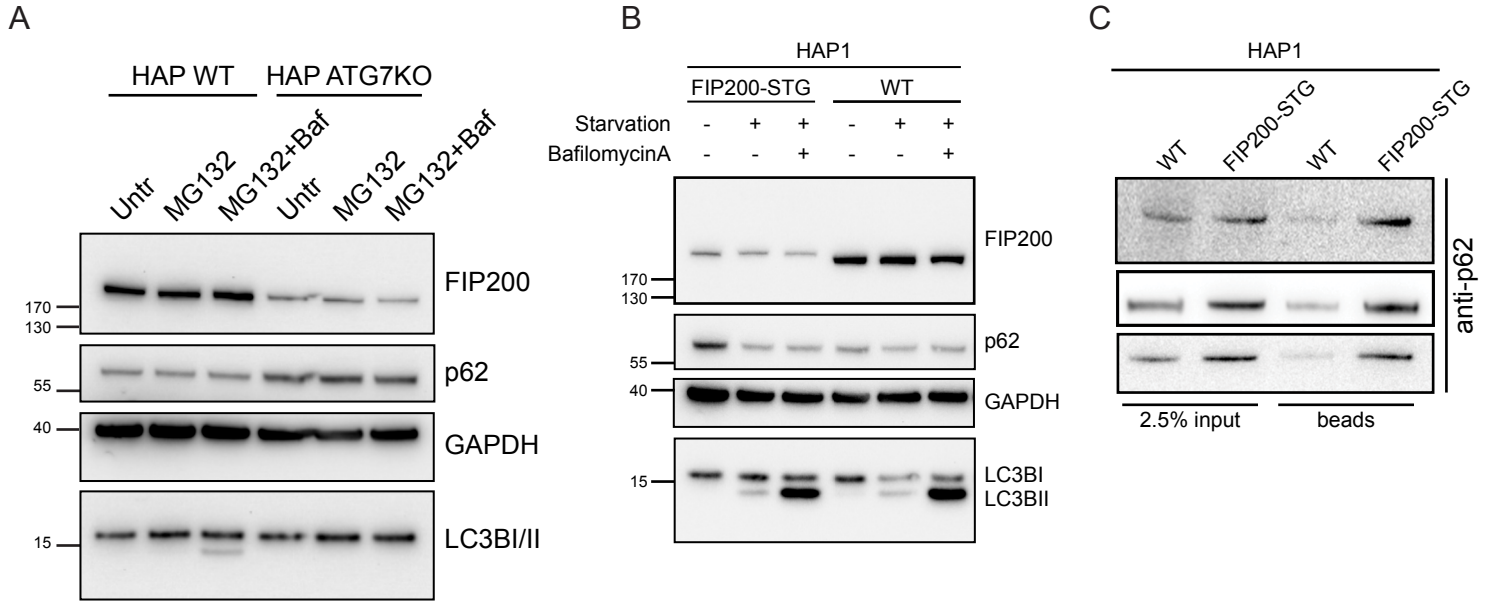 A
HAP WT HAP ATG7KO
Untr MG132 MG132+Baf Untr MG132 MG132+Baf
FIP200
170
130
p62
55
40
GAPDH
15
LC3BI/II
B
HAP1
FIP200-STG WT
Starvation - + + - + +
BafilomycinA - - + - - +
FIP200
170
130
p62
55
40
GAPDH
LC3BI
15
LC3BII
C
HAP1
WT FIP200-STG WT FIP200-STG
anti-p62
2.5% input beads